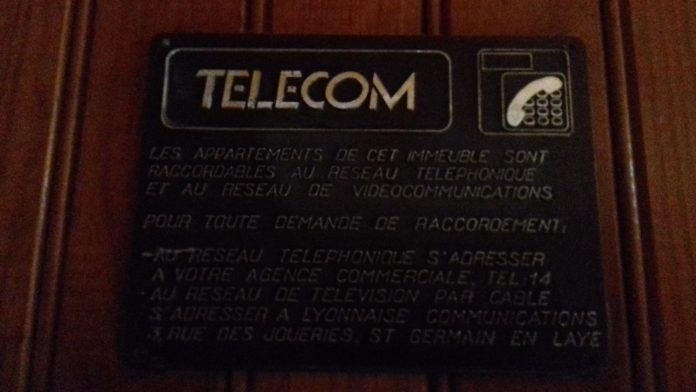 TELECOM
LES APPARTEMENTS DE CET IMMEUBLE SONT
RACCORDABLES AU RESEAU TELEPHONIQUE
ET AU RESEAU DE VIDEOCOMMUNICATIONS
POUR TOUTE DEMANDE DE RACCORDEMENT:
-AU RESEAU TELEPHONIQUE S'ADRESSER
A VOTRE AGENCE COMMERCIALE, TEL:14
-AU RESEAU DE TELEVISION PAR CABLE
S'ADRESSER A LYONNAISE COMMUNICATIONS
3, RUE DES JOUERIES, ST GERMAIN EN LAYE